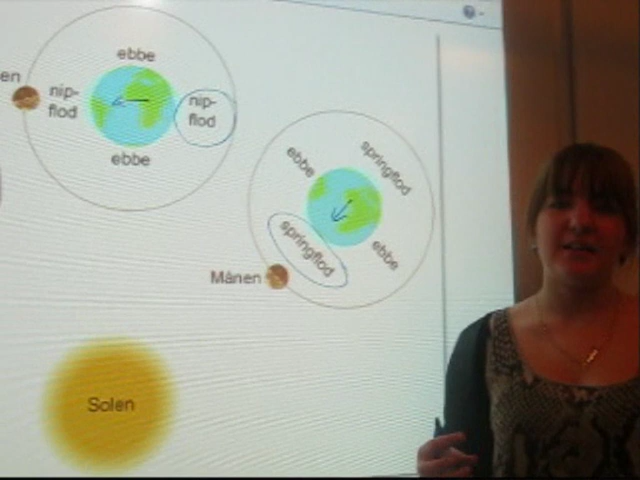 ebbe
en
nip-
flod
nip-
flod
ebbe
ebbe
springflod
springflod
ebbe
Månen
Solen